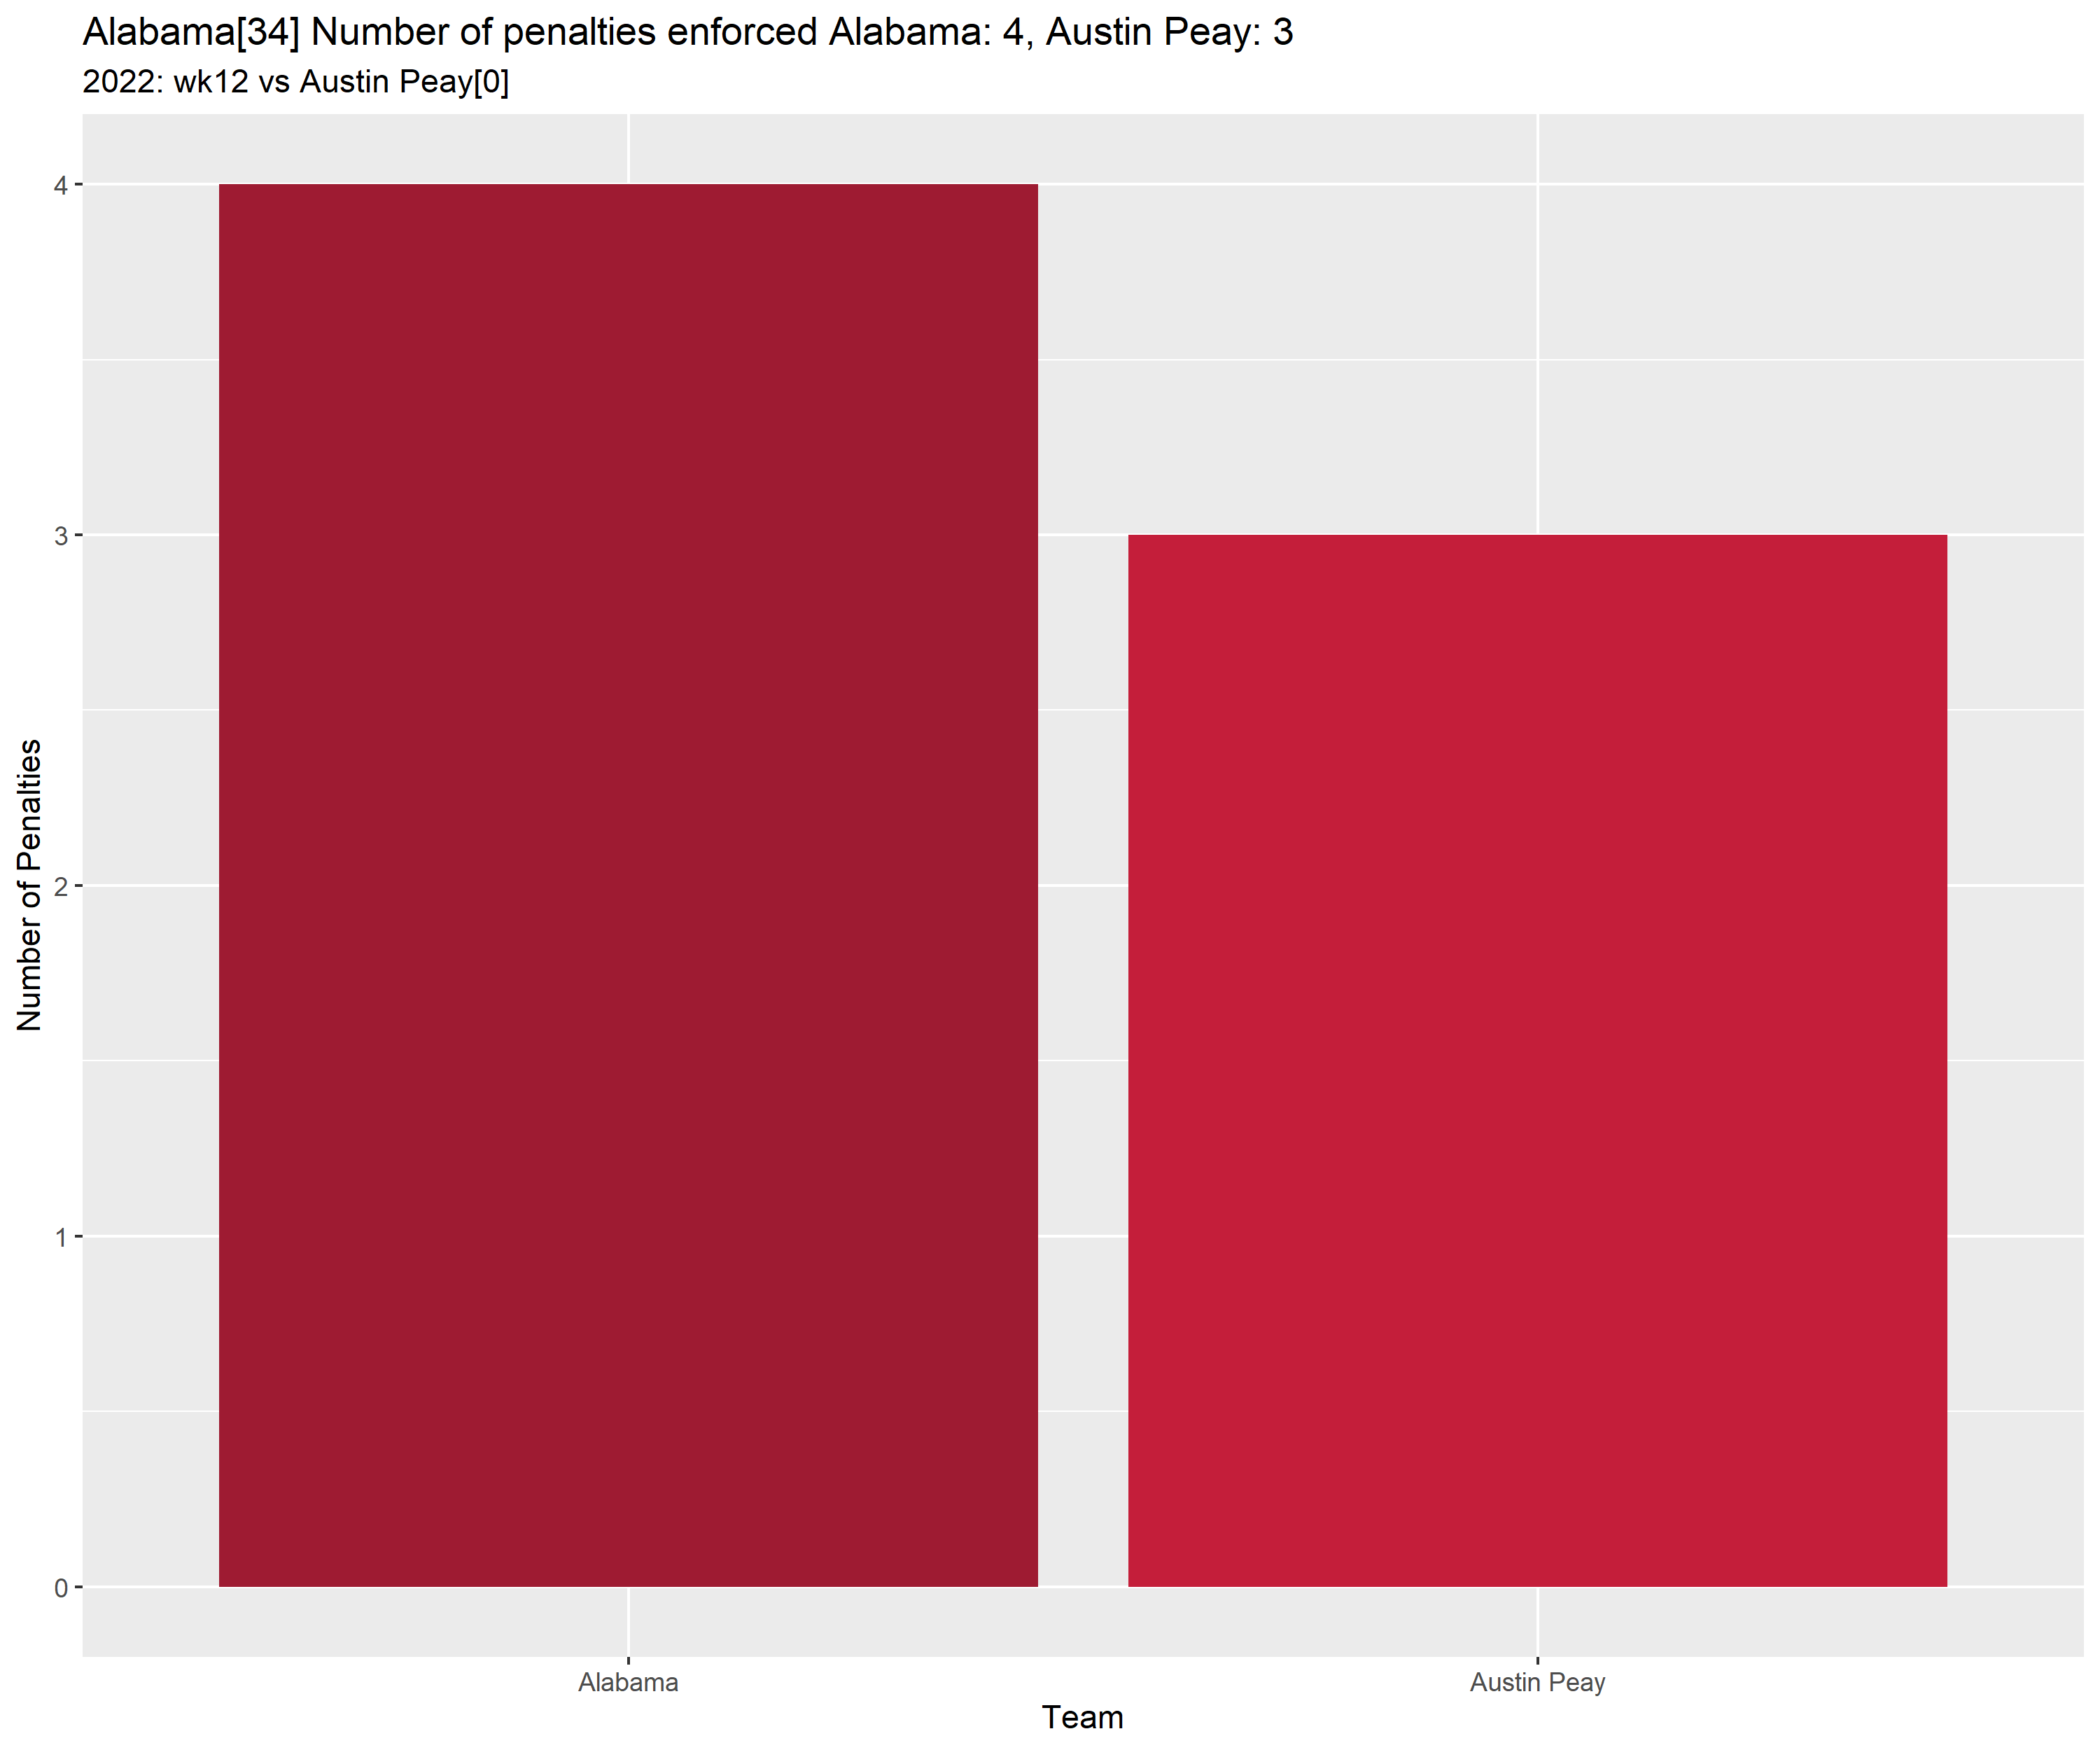 Alabama[34] Number of penalties enforced Alabama: 4, Austin Peay: 3
2022: wk12 vs Austin Peay[0]
Number of Penalties
4
3
2
1
0
Alabama
Austin Peay
Team